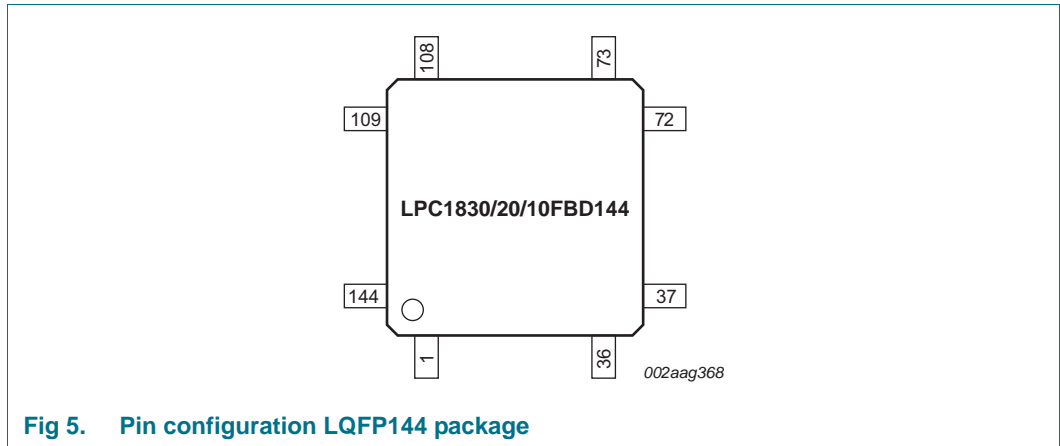 108
73
109
72
LPC1830/20/10FBD144
144
37
1
36
002aag368
Fig 5. Pin configuration LQFP144 package